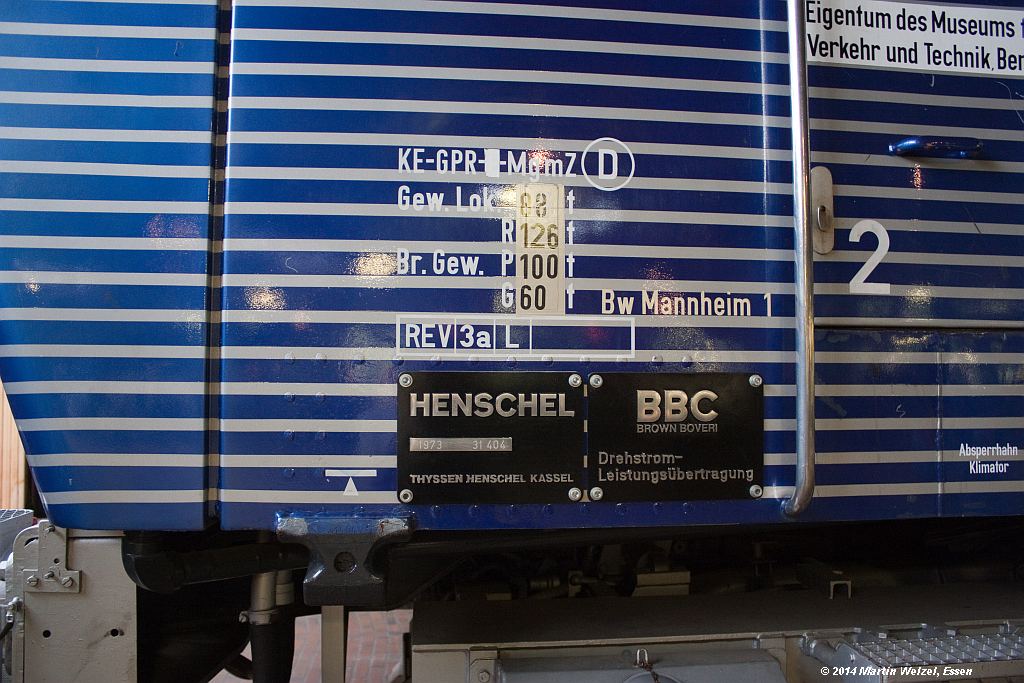 Eigentum des Museums f
Verkehr und Technik, Ber
KE-GPR- -MgmZ D
Gew. Lok. 88 t
R 126 t
Br. Gew. P 100 t
G 60 t
Bw Mannheim 1
2
REV 3a L
HENSCHEL
1973 31 404
THYSSEN HENSCHEL KASSEL
BBC
BROWN BOVERI
Drehstrom-
Leistungsübertragung
Absperrhahn
Klimator
© 2014 Martin Welzel, Essen